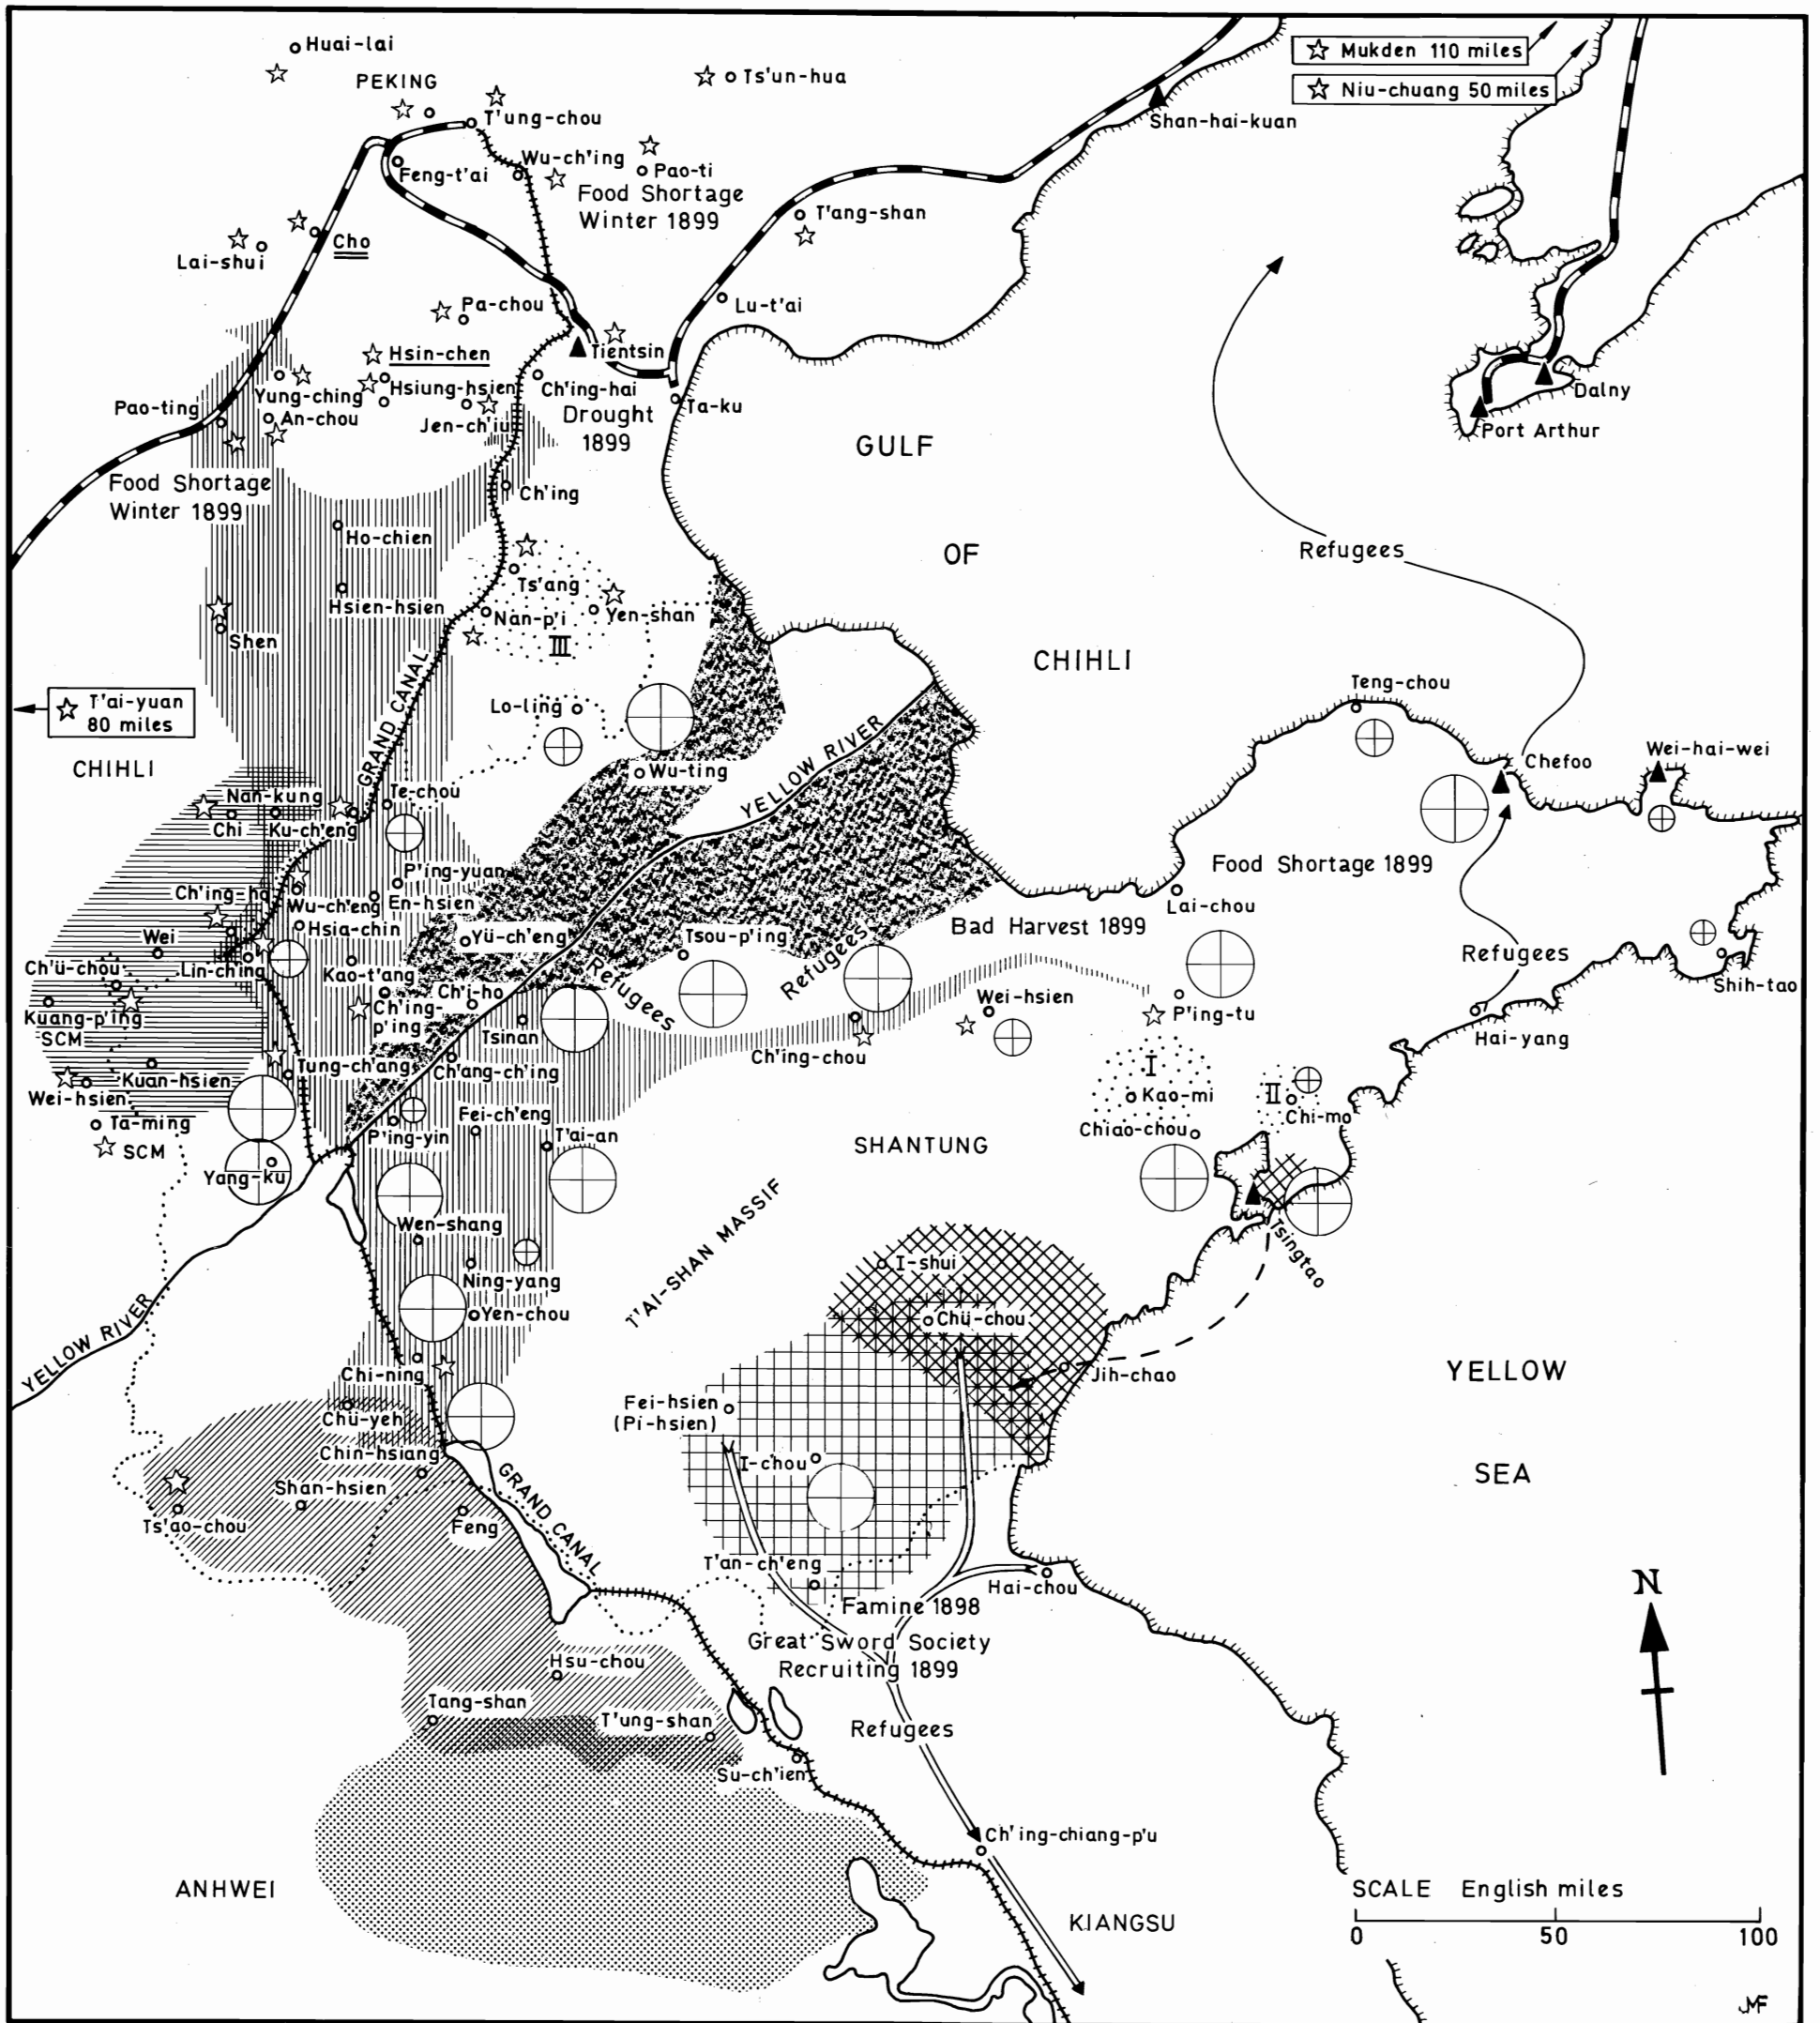 Huai-lai
PEKING
Ts'un-hua
Mukden 110 miles
Niu-chuang 50 miles
T'ung-chou
Shan-hai-kuan
Wu-ch'ing
Feng-t'ai
Pao-ti
Food Shortage
Winter 1899
T'ang-shan
Cho
Lai-shui
Pa-chou
Lu-t'ai
Hsin-chen
Tientsin
Yung-ching
Hsiung-hsien
Ch'ing-hai
Dalny
Pao-ting
An-chou
Jen-ch'iu
Drought
1899
Ta-ku
Port Arthur
GULF
OF
CHIHLI
Food Shortage
Winter 1899
Ch'ing
Ho-chien
Refugees
Ts'ang
Hsien-hsien
Nan-p'i
Yen-shan
Shen
III
GRAND CANAL
T'ai-yuan
80 miles
Lo-ling
Teng-chou
CHIHLI
Wu-ting
YELLOW RIVER
Chefoo
Wei-hai-wei
Nan-kung
Te-chou
Chi
Ku-ch'eng
Food Shortage 1899
P'ing-yuan
Ch'ing-ho
Wu-ch'eng
En-hsien
Lai-chou
Hsia-chin
Bad Harvest 1899
Wei
Yü-ch'eng
Tsou-p'ing
Refugees
Refugees
Refugees
Ch'ü-chou
Lin-ch'ing
Kao-t'ang
Ch'i-ho
Wei-hsien
Shih-tao
Kuang-p'ing
SCM
Ch'ing-
p'ing
Tsinan
P'ing-tu
Hai-yang
Ch'ing-chou
Kuan-hsien
Tung-ch'ang
Ch'ang-ch'ing
I
Wei-hsien
Kao-mi
II
Chi-mo
Ta-ming
SCM
P'ing-yin
Fei-ch'eng
T'ai-an
Chiao-chou
SHANTUNG
Yang-ku
T'AI-SHAN MASSIF
Wen-shang
Tsingtao
Ning-yang
I-shui
Yen-chou
Chü-chou
YELLOW RIVER
Chi-ning
Jih-chao
YELLOW
SEA
Chü-yeh
Fei-hsien
(Pi-hsien)
Chin-hsiang
I-chou
Shan-hsien
GRAND CANAL
Ts'ao-chou
Feng
T'an-ch'eng
Hai-chou
N
Famine 1898
Great Sword Society
Recruiting 1899
Hsu-chou
Tang-shan
T'ung-shan
Refugees
Su-ch'ien
Ch'ing-chiang-p'u
ANHWEI
KIANGSU
SCALE English miles
0 50 100
JMF